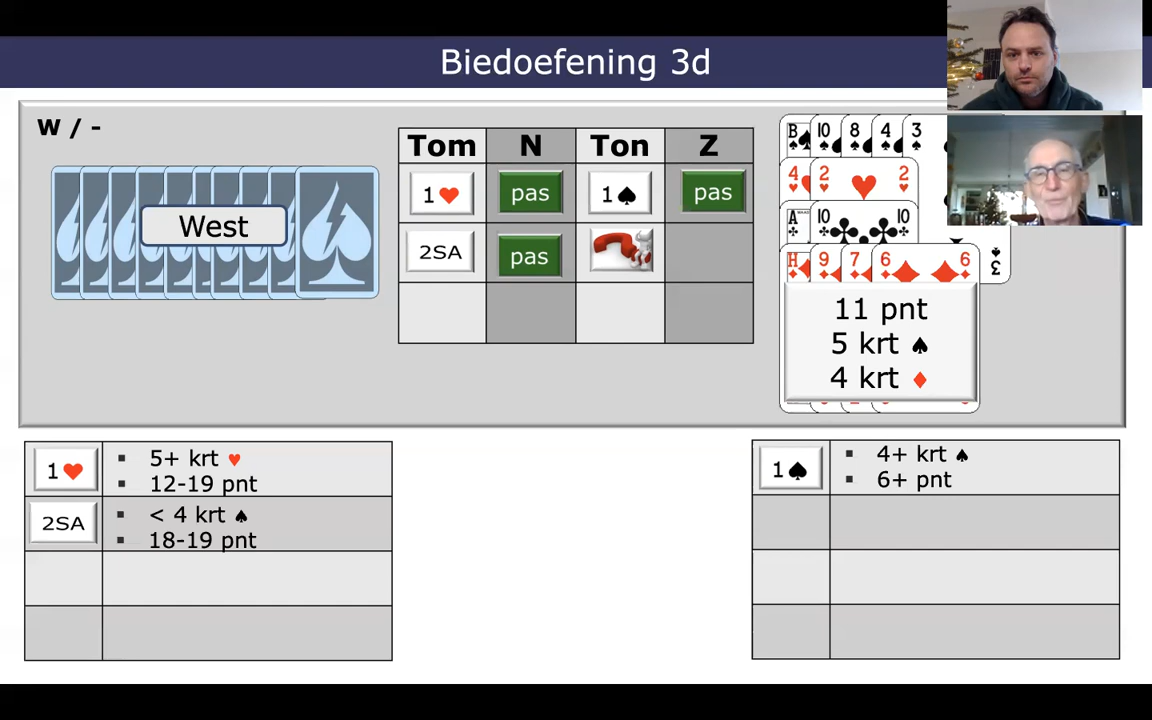 Biedoefening 3d
W / -
West
Tom N Ton Z
1♥ pas 1♠ pas
2SA pas
B 10 8 4 3
4 2 2
A 10 10
H 9 7 6 6
3
11 pnt
5 krt ♠
4 krt ♦
1♥ ▪ 5+ krt ♥
▪ 12-19 pnt
2SA ▪ < 4 krt ♠
▪ 18-19 pnt
1♠ ▪ 4+ krt ♠
▪ 6+ pnt